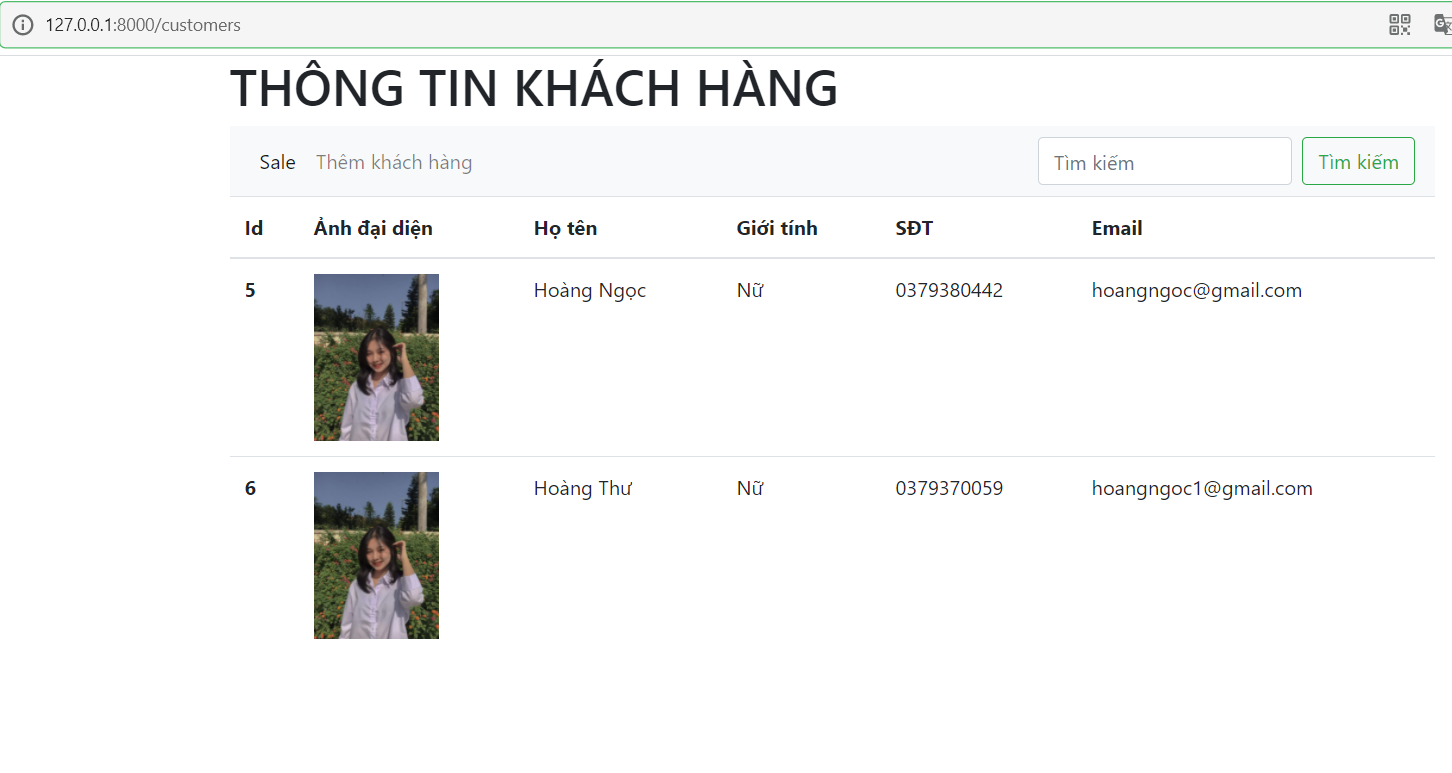 127.0.0.1:8000/customers
THÔNG TIN KHÁCH HÀNG
Sale Thêm khách hàng Tìm kiếm Tìm kiếm
Id Ảnh đại diện Họ tên Giới tính SĐT Email
5 Hoàng Ngọc Nữ 0379380442 hoangngoc@gmail.com
6 Hoàng Thư Nữ 0379370059 hoangngoc1@gmail.com